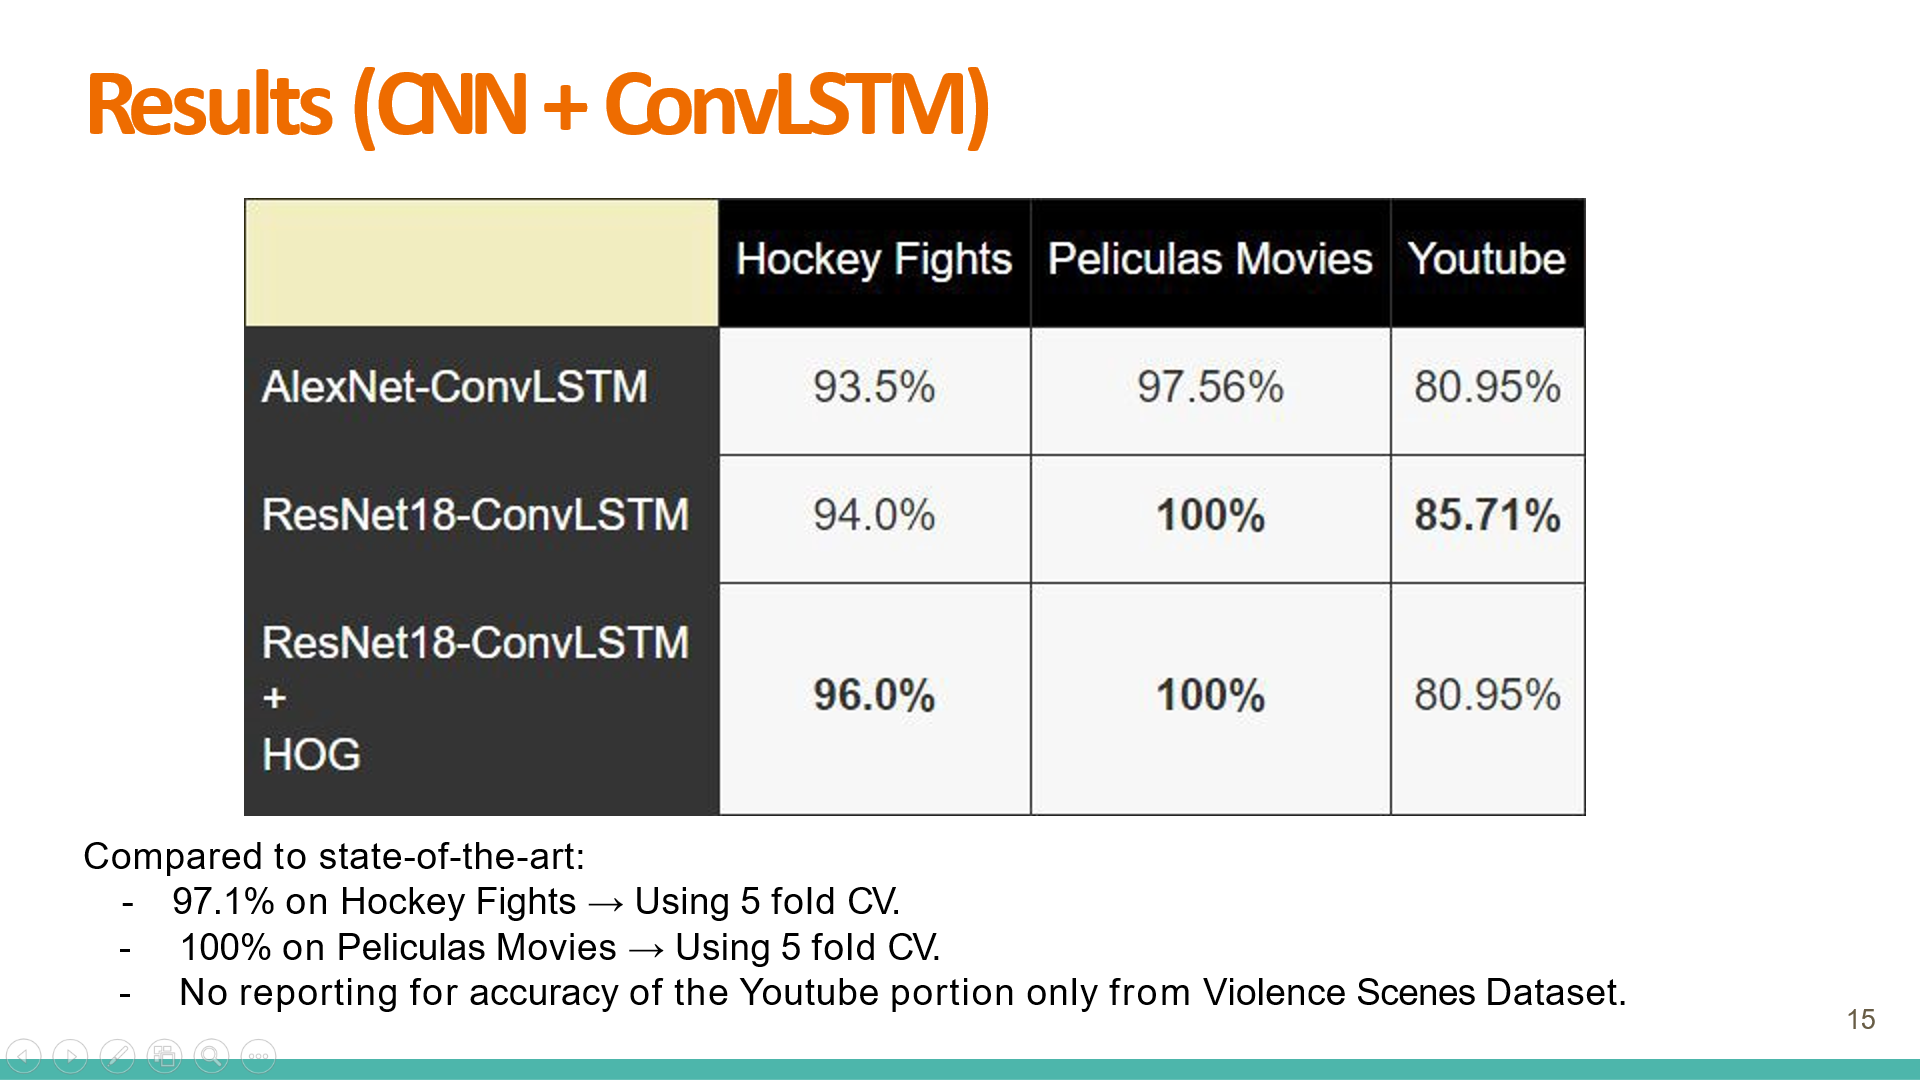 Results (CNN + ConvLSTM)
Hockey Fights Peliculas Movies Youtube
AlexNet-ConvLSTM 93.5% 97.56% 80.95%
ResNet18-ConvLSTM 94.0% 100% 85.71%
ResNet18-ConvLSTM
+
HOG
96.0% 100% 80.95%
Compared to state-of-the-art:
- 97.1% on Hockey Fights → Using 5 fold CV.
- 100% on Peliculas Movies → Using 5 fold CV.
- No reporting for accuracy of the Youtube portion only from Violence Scenes Dataset.
15